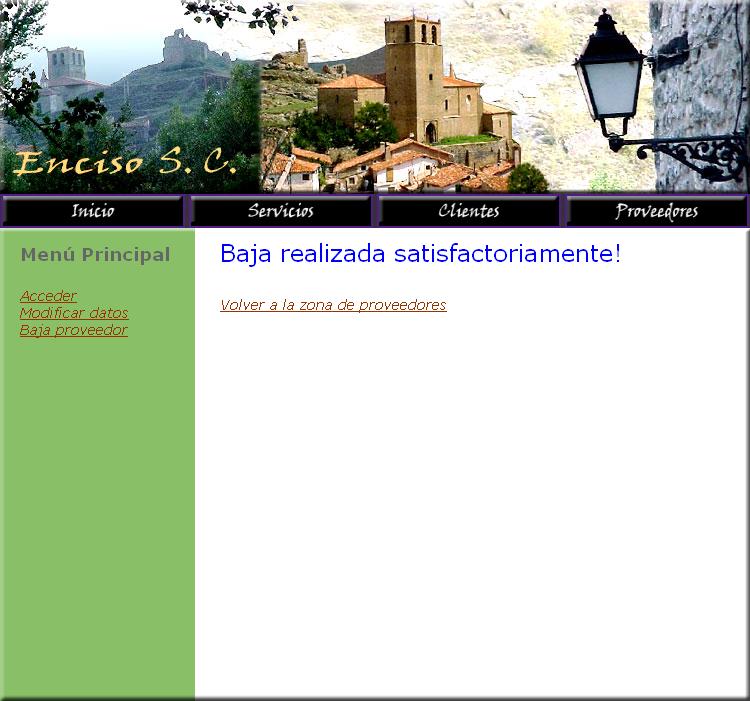 Enciso S. C.
Inicio
Servicios
Clientes
Proveedores
Menú Principal
Acceder
Modificar datos
Baja proveedor
Baja realizada satisfactoriamente!
Volver a la zona de proveedores